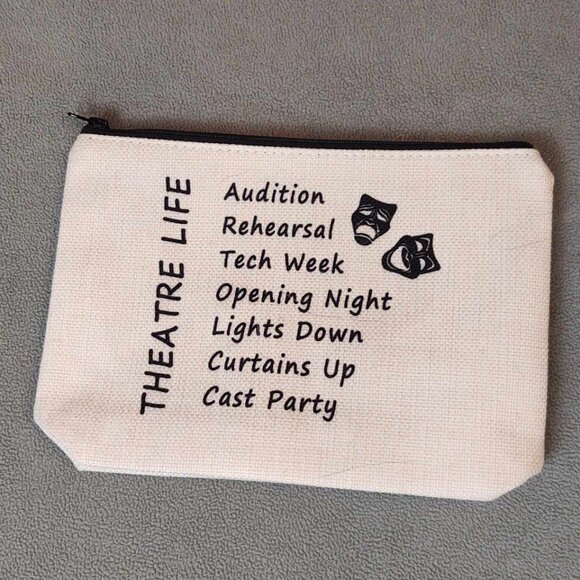 THEATRE LIFE
Audition
Rehearsal
Tech Week
Opening Night
Lights Down
Curtains Up
Cast Party